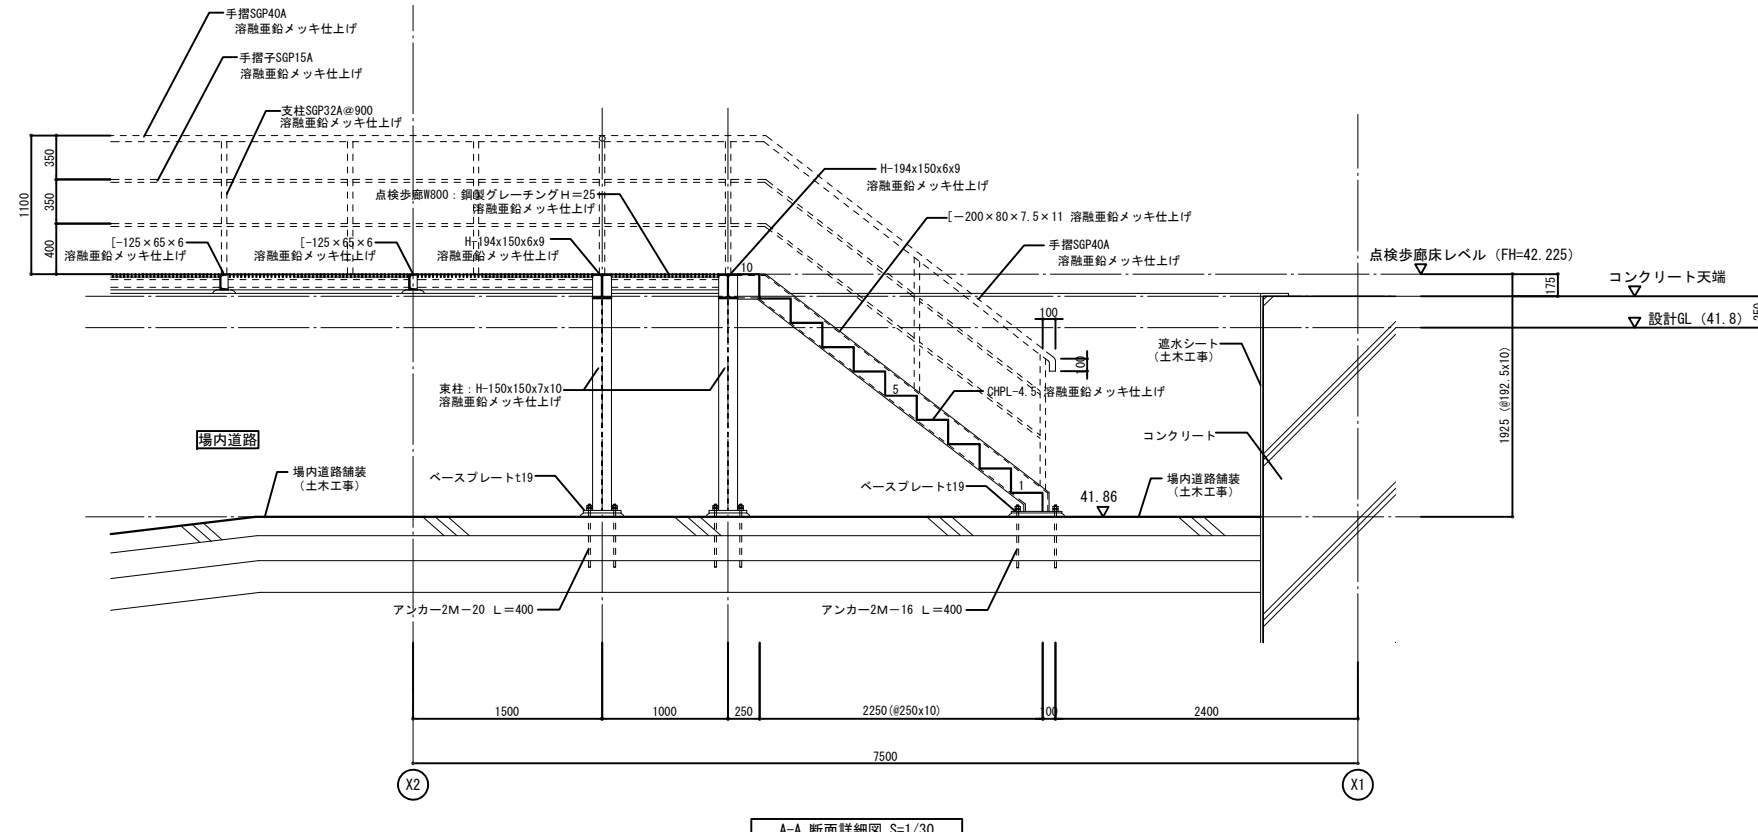 手摺SGP40A
溶融亜鉛メッキ仕上げ
手摺子SGP15A
溶融亜鉛メッキ仕上げ
支柱SGP32A@900
溶融亜鉛メッキ仕上げ
1100
350
350
400
点検歩廊W800：鋼製グレーチングH＝25
溶融亜鉛メッキ仕上げ
[-125×65×6
溶融亜鉛メッキ仕上げ
[-125×65×6
溶融亜鉛メッキ仕上げ
H-194x150x6x9
溶融亜鉛メッキ仕上げ
H-194x150x6x9
溶融亜鉛メッキ仕上げ
[－200×80×7.5×11 溶融亜鉛メッキ仕上げ
手摺SGP40A
溶融亜鉛メッキ仕上げ
点検歩廊床レベル（FH=42.225）
コンクリート天端
175
250
設計GL（41.8）
10
100
100
遮水シート
（土木工事）
束柱：H-150x150x7x10
溶融亜鉛メッキ仕上げ
5
CHPL-4.5 溶融亜鉛メッキ仕上げ
1925 (@192.5x10)
場内道路
コンクリート
場内道路舗装
（土木工事）
ベースプレートt19
ベースプレートt19
1
41.86
場内道路舗装
（土木工事）
アンカー2M－20 L＝400
アンカー2M－16 L＝400
1500
1000
250
2250(@250x10)
100
2400
7500
X2
X1
A-A 断面詳細図 S=1/30